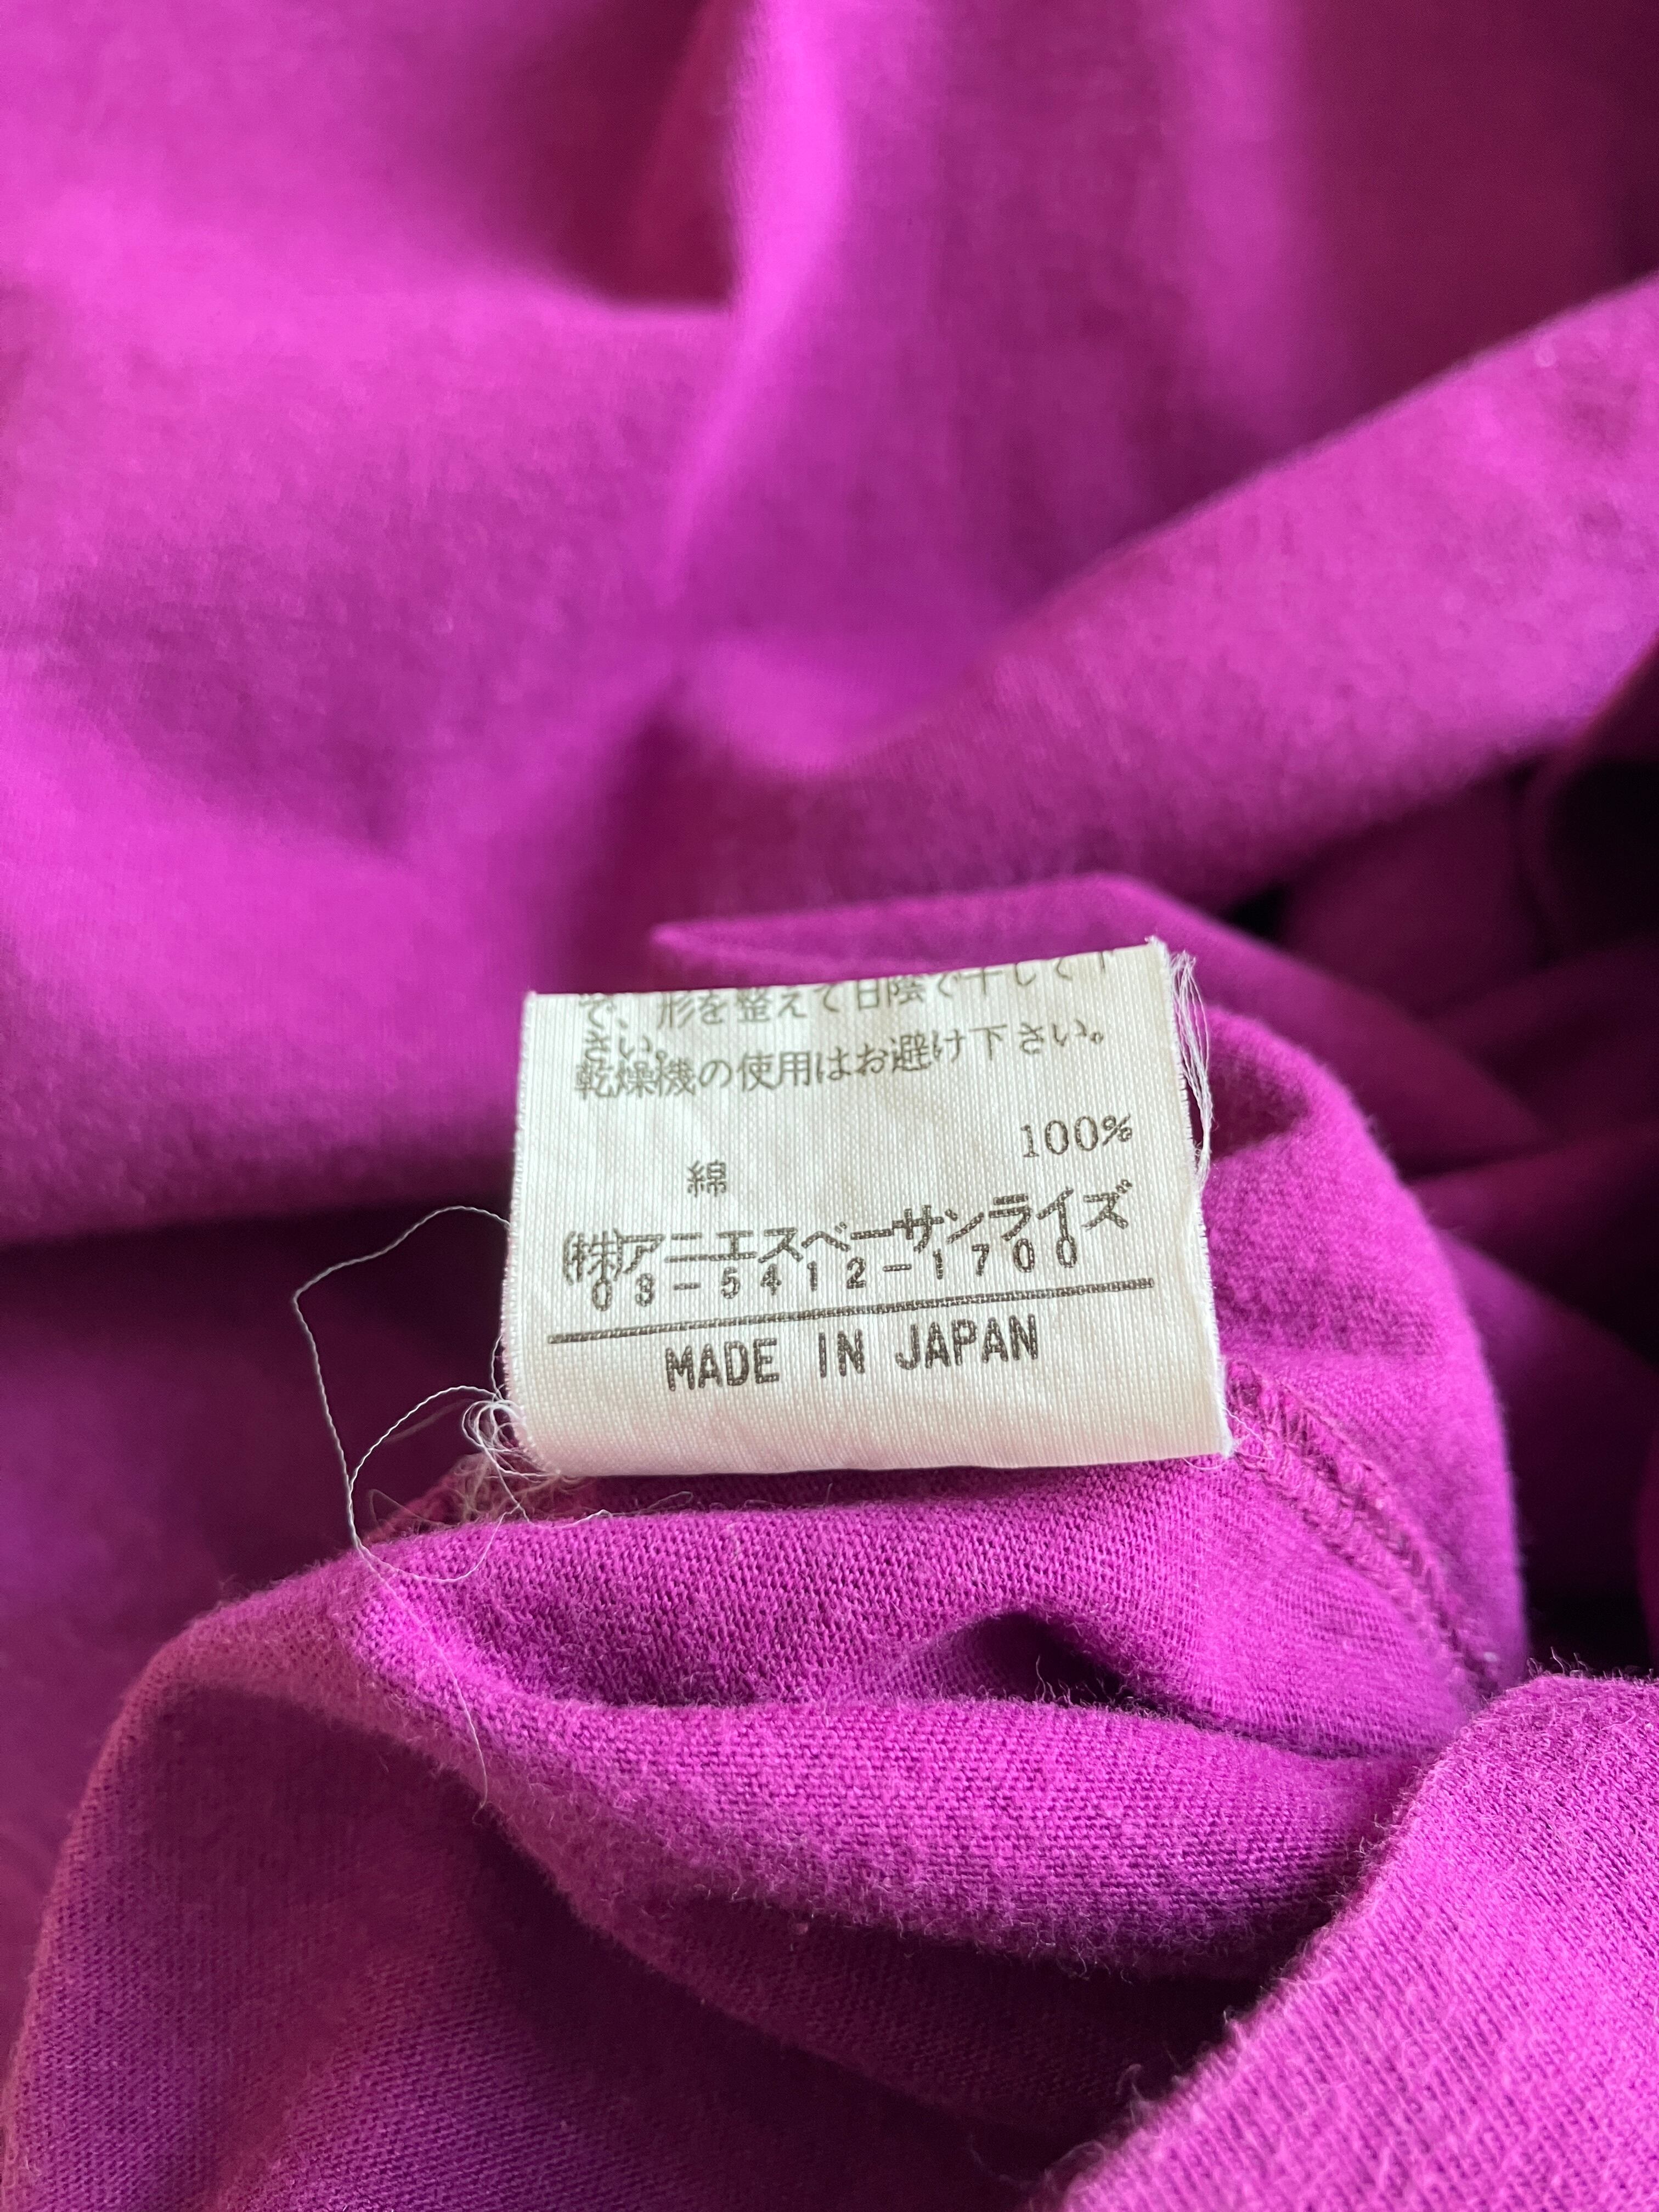 で、形を整えて日陰で干して下
さい。
乾燥機の使用はお避け下さい。
100%
綿
(株)アニエスベーサンライズ
03-5412-1700
MADE IN JAPAN